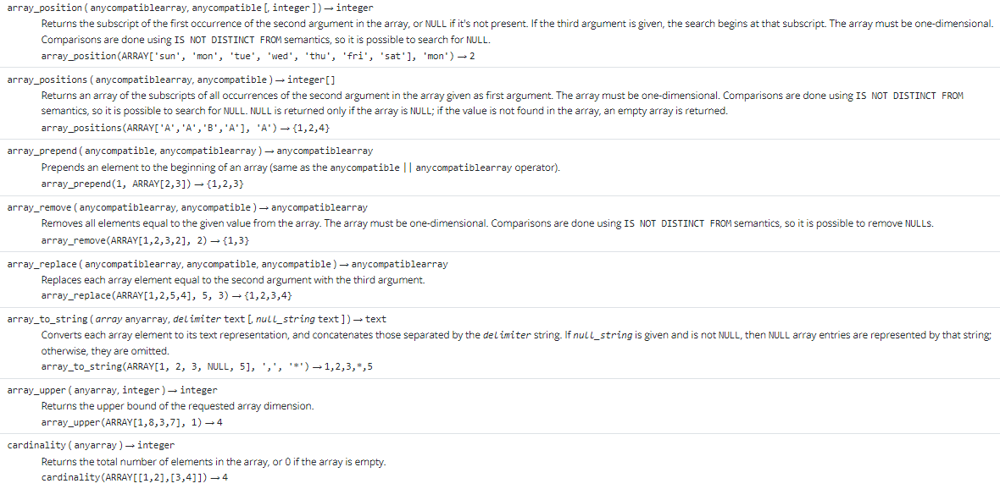 array_position ( anycompatiblearray, anycompatible [, integer ] ) → integer
Returns the subscript of the first occurrence of the second argument in the array, or NULL if it's not present. If the third argument is given, the search begins at that subscript. The array must be one-dimensional.
Comparisons are done using IS NOT DISTINCT FROM semantics, so it is possible to search for NULL.
array_position(ARRAY['sun', 'mon', 'tue', 'wed', 'thu', 'fri', 'sat'], 'mon') → 2
array_positions ( anycompatiblearray, anycompatible ) → integer[]
Returns an array of the subscripts of all occurrences of the second argument in the array given as first argument. The array must be one-dimensional. Comparisons are done using IS NOT DISTINCT FROM
semantics, so it is possible to search for NULL. NULL is returned only if the array is NULL; if the value is not found in the array, an empty array is returned.
array_positions(ARRAY['A','A','B','A'], 'A') → {1,2,4}
array_prepend ( anycompatible, anycompatiblearray ) → anycompatiblearray
Prepends an element to the beginning of an array (same as the anycompatible || anycompatiblearray operator).
array_prepend(1, ARRAY[2,3]) → {1,2,3}
array_remove ( anycompatiblearray, anycompatible ) → anycompatiblearray
Removes all elements equal to the given value from the array. The array must be one-dimensional. Comparisons are done using IS NOT DISTINCT FROM semantics, so it is possible to remove NULLs.
array_remove(ARRAY[1,2,3,2], 2) → {1,3}
array_replace ( anycompatiblearray, anycompatible, anycompatible ) → anycompatiblearray
Replaces each array element equal to the second argument with the third argument.
array_replace(ARRAY[1,2,5,4], 5, 3) → {1,2,3,4}
array_to_string ( array anyarray, delimiter text [, null_string text ] ) → text
Converts each array element to its text representation, and concatenates those separated by the delimiter string. If null_string is given and is not NULL, then NULL array entries are represented by that string;
otherwise, they are omitted.
array_to_string(ARRAY[1, 2, 3, NULL, 5], ',', '*') → 1,2,3,*,5
array_upper ( anyarray, integer ) → integer
Returns the upper bound of the requested array dimension.
array_upper(ARRAY[1,8,3,7], 1) → 4
cardinality ( anyarray ) → integer
Returns the total number of elements in the array, or 0 if the array is empty.
cardinality(ARRAY[[1,2],[3,4]]) → 4